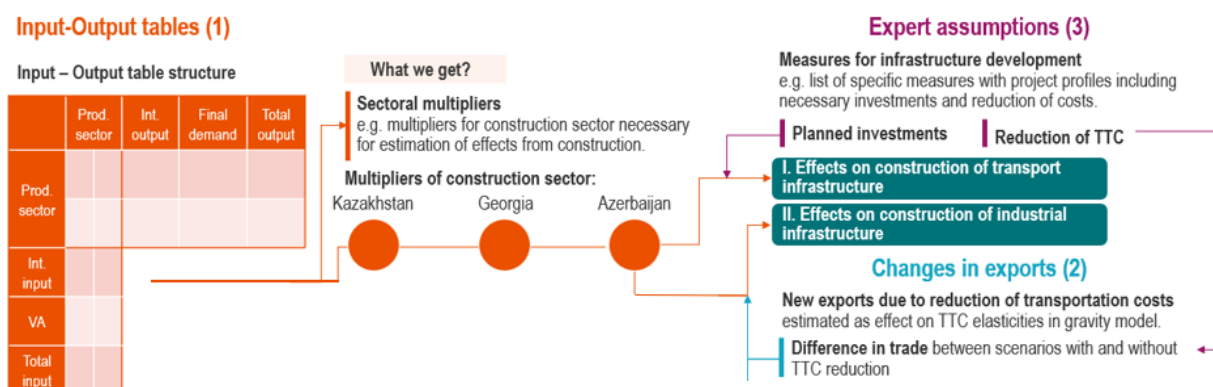 Input-Output tables (1)
Input – Output table structure
Prod. sector
Int. output
Final demand
Total output
Prod. sector
Int. input
VA
Total input
What we get?
Sectoral multipliers
e.g. multipliers for construction sector necessary
for estimation of effects from construction.
Multipliers of construction sector:
Kazakhstan
Georgia
Azerbaijan
Expert assumptions (3)
Measures for infrastructure development
e.g. list of specific measures with project profiles including
necessary investments and reduction of costs.
Planned investments
Reduction of TTC
I. Effects on construction of transport
infrastructure
II. Effects on construction of industrial
infrastructure
Changes in exports (2)
New exports due to reduction of transportation costs
estimated as effect on TTC elasticities in gravity model.
Difference in trade between scenarios with and without
TTC reduction